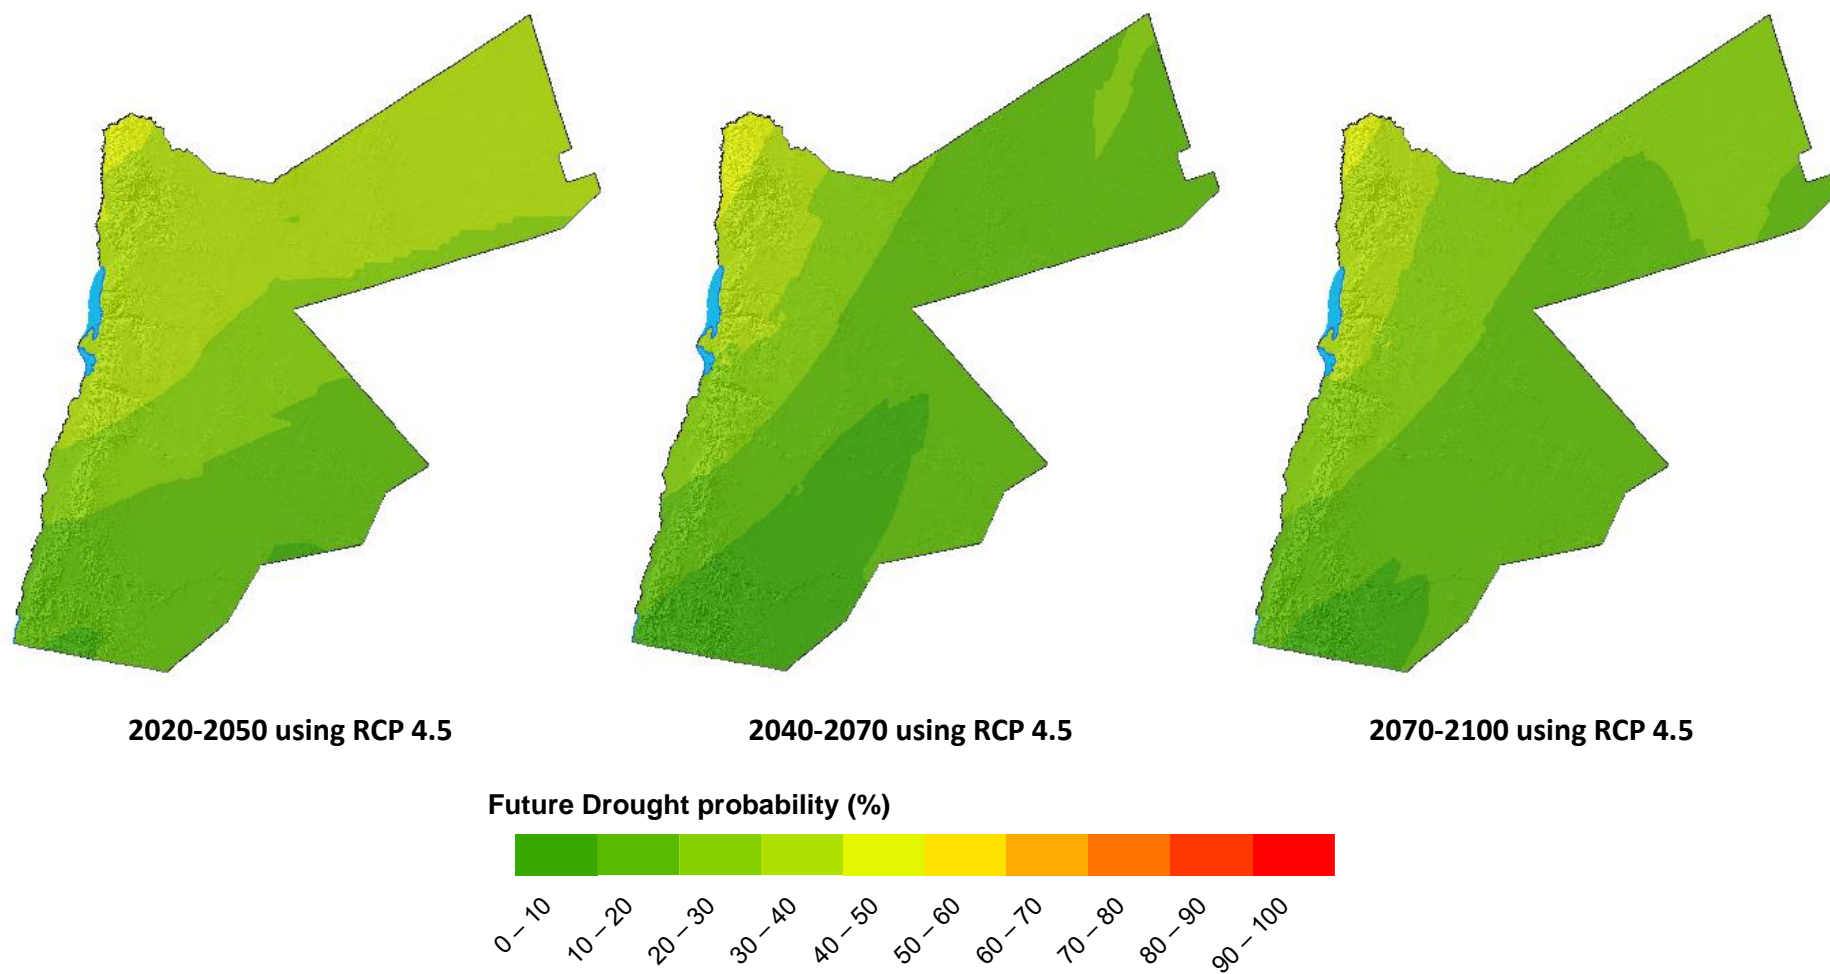 2020-2050 using RCP 4.5
2040-2070 using RCP 4.5
2070-2100 using RCP 4.5
Future Drought probability (%)
0 – 10
10 – 20
20 – 30
30 – 40
40 – 50
50 – 60
60 – 70
70 – 80
80 – 90
90 – 100